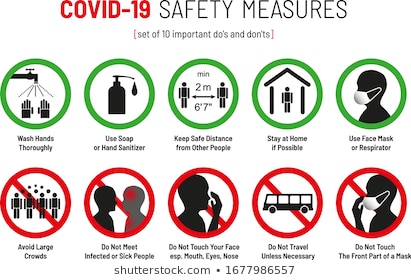 COVID-19 SAFETY MEASURES
[set of 10 important do's and don'ts]
min
2 m
6'7"
Wash Hands
Thoroughly
Use Soap
or Hand Sanitizer
Keep Safe Distance
from Other People
Stay at Home
if Possible
Use Face Mask
or Respirator
Avoid Large
Crowds
Do Not Meet
Infected or Sick People
Do Not Touch Your Face
esp. Mouth, Eyes, Nose
Do Not Travel
Unless Necessary
Do Not Touch
The Front Part of a Mask
shutterstock.com · 1677986557